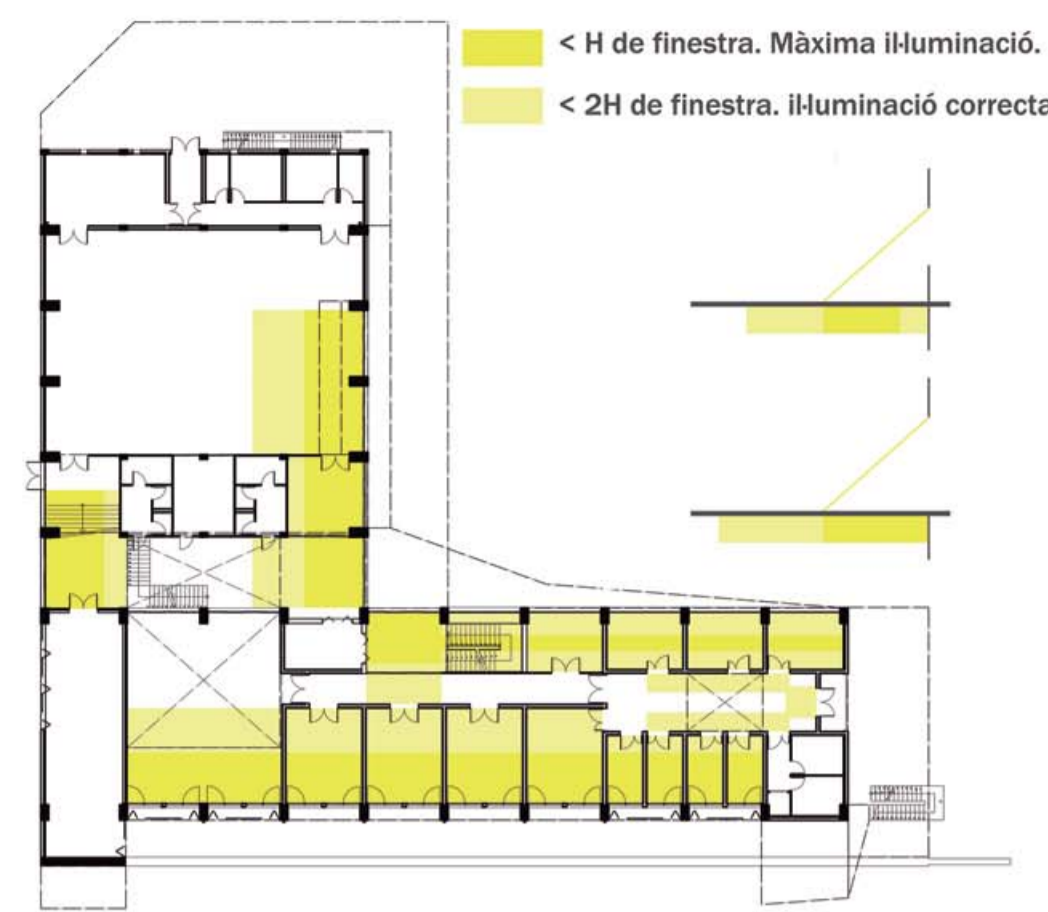 < H de finestra. Màxima il·luminació.
< 2H de finestra. il·luminació correcta